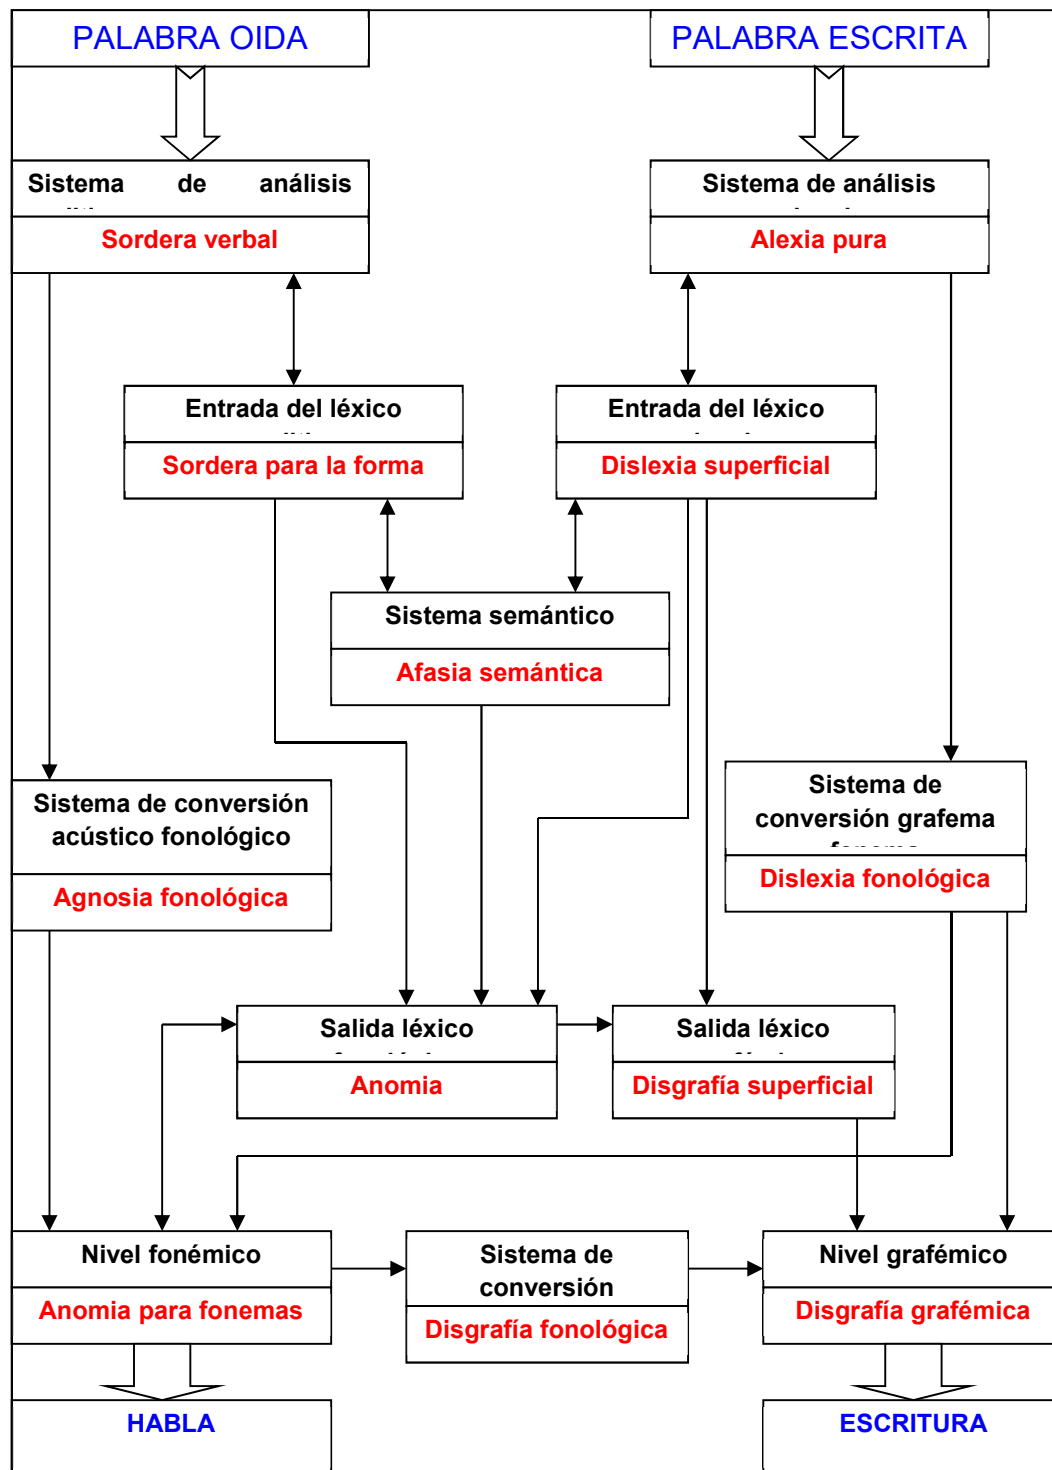 PALABRA OIDA
PALABRA ESCRITA
Sistema de análisis
Sordera verbal
Sistema de análisis
Alexia pura
Entrada del léxico
Sordera para la forma
Entrada del léxico
Dislexia superficial
Sistema semántico
Afasia semántica
Sistema de conversión
acústico fonológico
Agnosia fonológica
Sistema de
conversión grafema
Dislexia fonológica
Salida léxico
Anomia
Salida léxico
Disgrafía superficial
Nivel fonémico
Anomia para fonemas
Sistema de
conversión
Disgrafía fonológica
Nivel grafémico
Disgrafía grafémica
HABLA
ESCRITURA